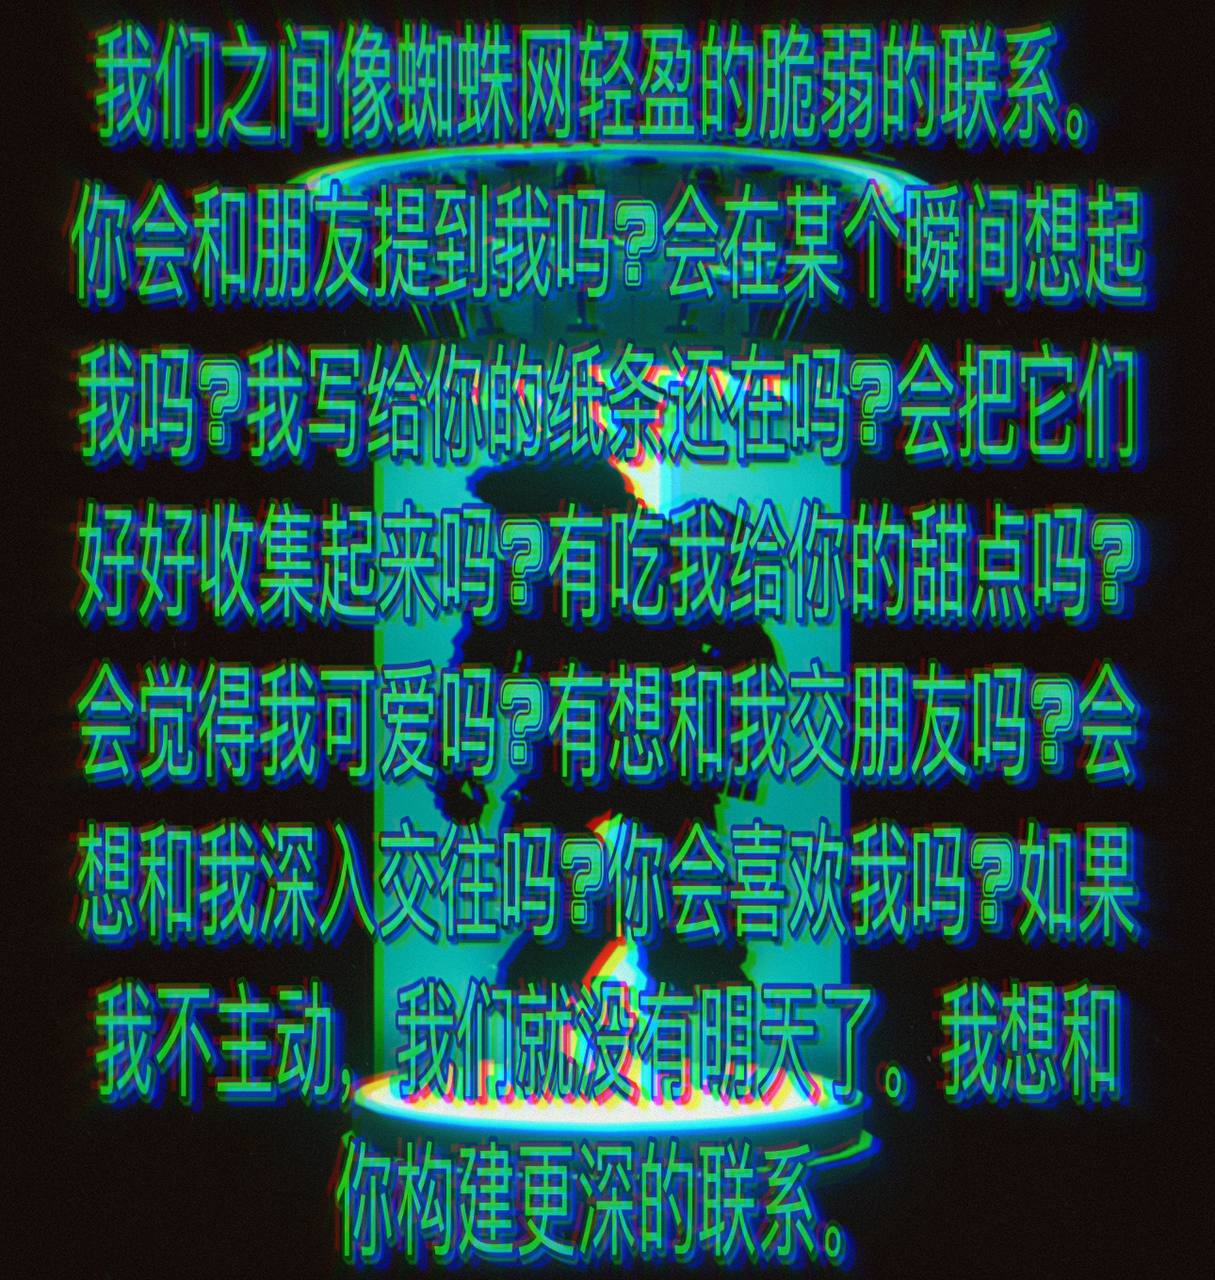 我们之间像蜘蛛网轻盈的脆弱的联系。
你会和朋友提到我吗?会在某个瞬间想起
我吗?我写给你的纸条还在吗?会把它们
好好收集起来吗?有吃我给你的甜点吗?
会觉得我可爱吗?有想和我交朋友吗?会
想和我深入交往吗?你会喜欢我吗?如果
我不主动，我们就没有明天了。我想和
你构建更深的联系。